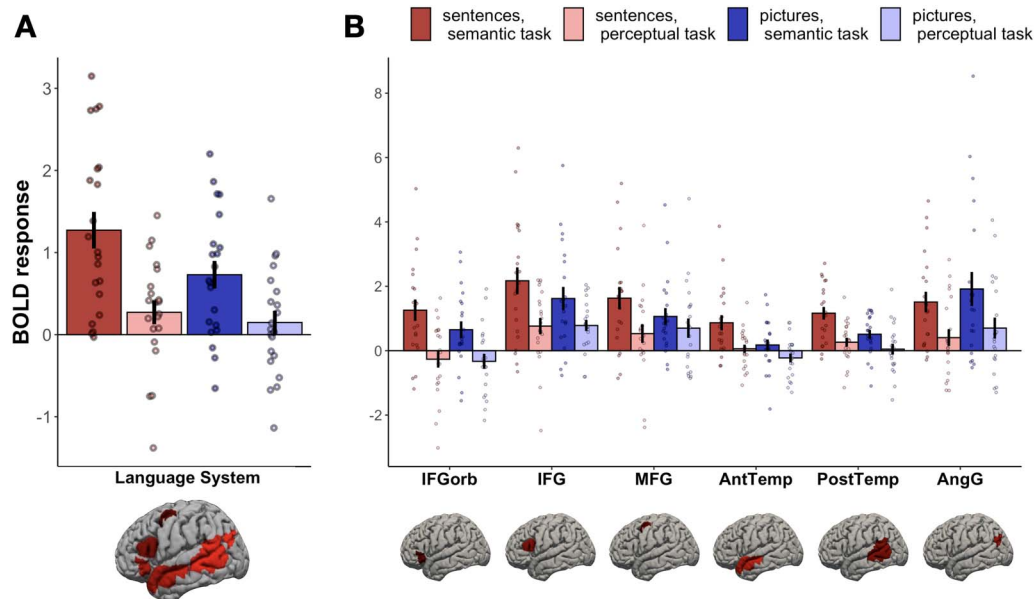 A
B
sentences,
semantic task
sentences,
perceptual task
pictures,
semantic task
pictures,
perceptual task
BOLD response
3
2
1
0
-1
Language System
8
6
4
2
0
-2
IFGorb
IFG
MFG
AntTemp
PostTemp
AngG